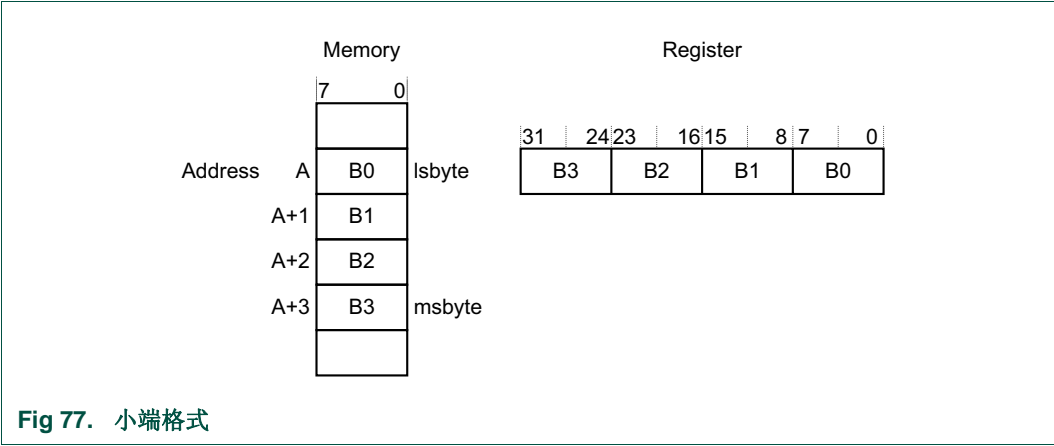 Memory
Register
7 0
31 24 23 16 15 8 7 0
Address A B0 lsbyte
B3 B2 B1 B0
A+1 B1
A+2 B2
A+3 B3 msbyte
Fig 77. 小端格式